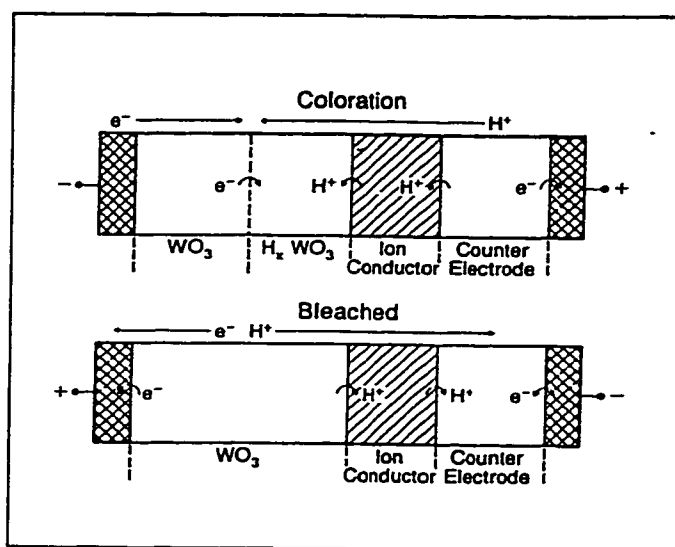 Coloration
e⁻ H⁺
− e⁻ H⁺ H⁺ e⁻ +
WO₃ Hₓ WO₃ Ion Conductor Counter Electrode
Bleached
e⁻ H⁺
+ e⁻ H⁺ H⁺ e⁻ −
WO₃ Ion Conductor Counter Electrode